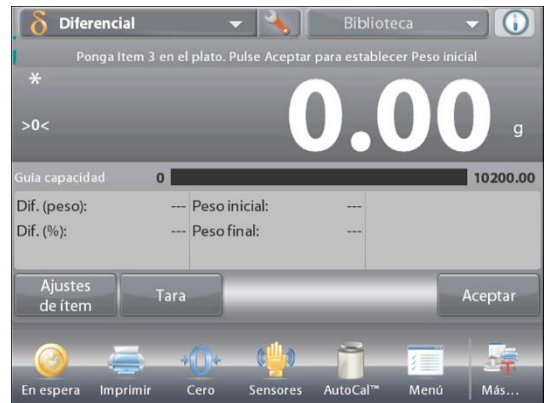 δ Diferencial Biblioteca
Ponga Item 3 en el plato. Pulse Aceptar para establecer Peso inicial
*
>0< 0.00 g
Guía capacidad 0 10200.00
Dif. (peso): --- Peso inicial: ---
Dif. (%): --- Peso final: ---
Ajustes de ítem Tara Aceptar
En espera Imprimir Cero Sensores AutoCal™ Menú Más...